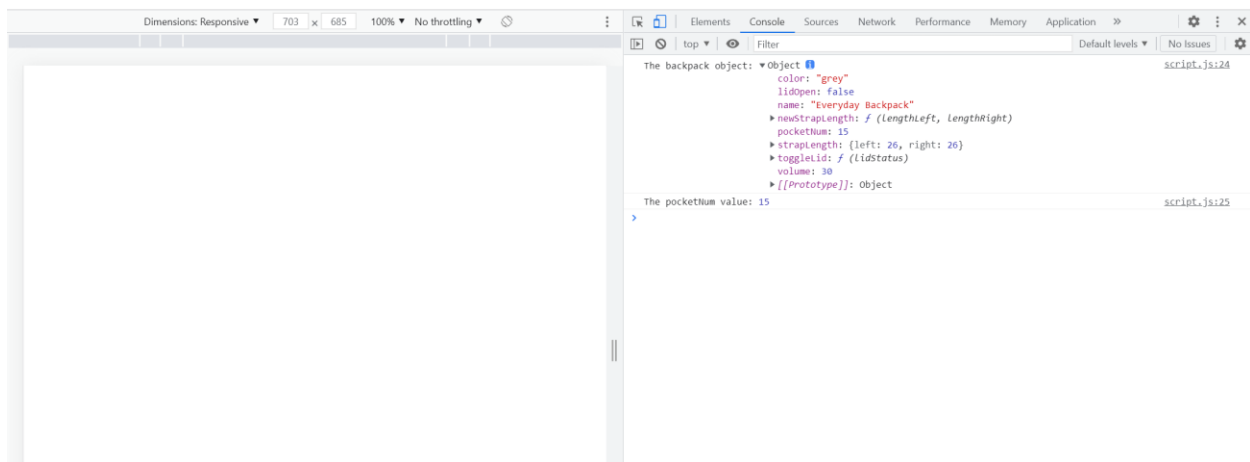 Dimensions: Responsive ▼ 703 x 685 100% ▼ No throttling ▼
Elements Console Sources Network Performance Memory Application »
top ▼ Filter Default levels ▼ No Issues
The backpack object: ▼Object i script.js:24
color: "grey"
lidOpen: false
name: "Everyday Backpack"
▶newStrapLength: ƒ (lengthLeft, lengthRight)
pocketNum: 15
▶strapLength: {left: 26, right: 26}
▶toggleLid: ƒ (lidStatus)
volume: 30
▶[[Prototype]]: Object
The pocketNum value: 15 script.js:25
>